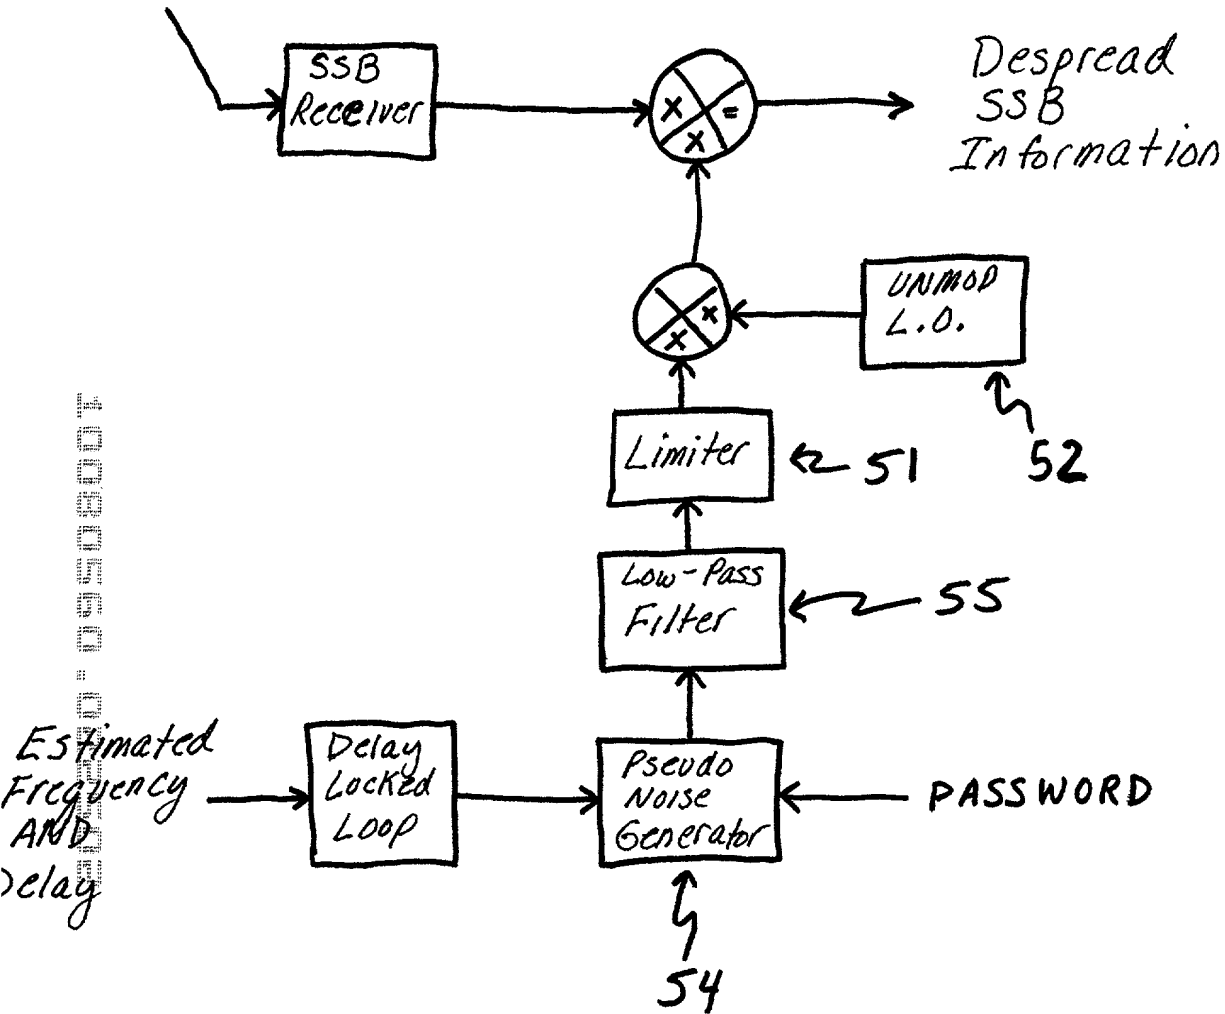 SSB
Receiver
x =
x
Despread
SSB
Information
x
x
UNMOD
L.O.
52
Limiter
51
Low-Pass
Filter
55
Estimated
Frequency
AND
Delay
Delay
Locked
Loop
Pseudo
Noise
Generator
PASSWORD
54